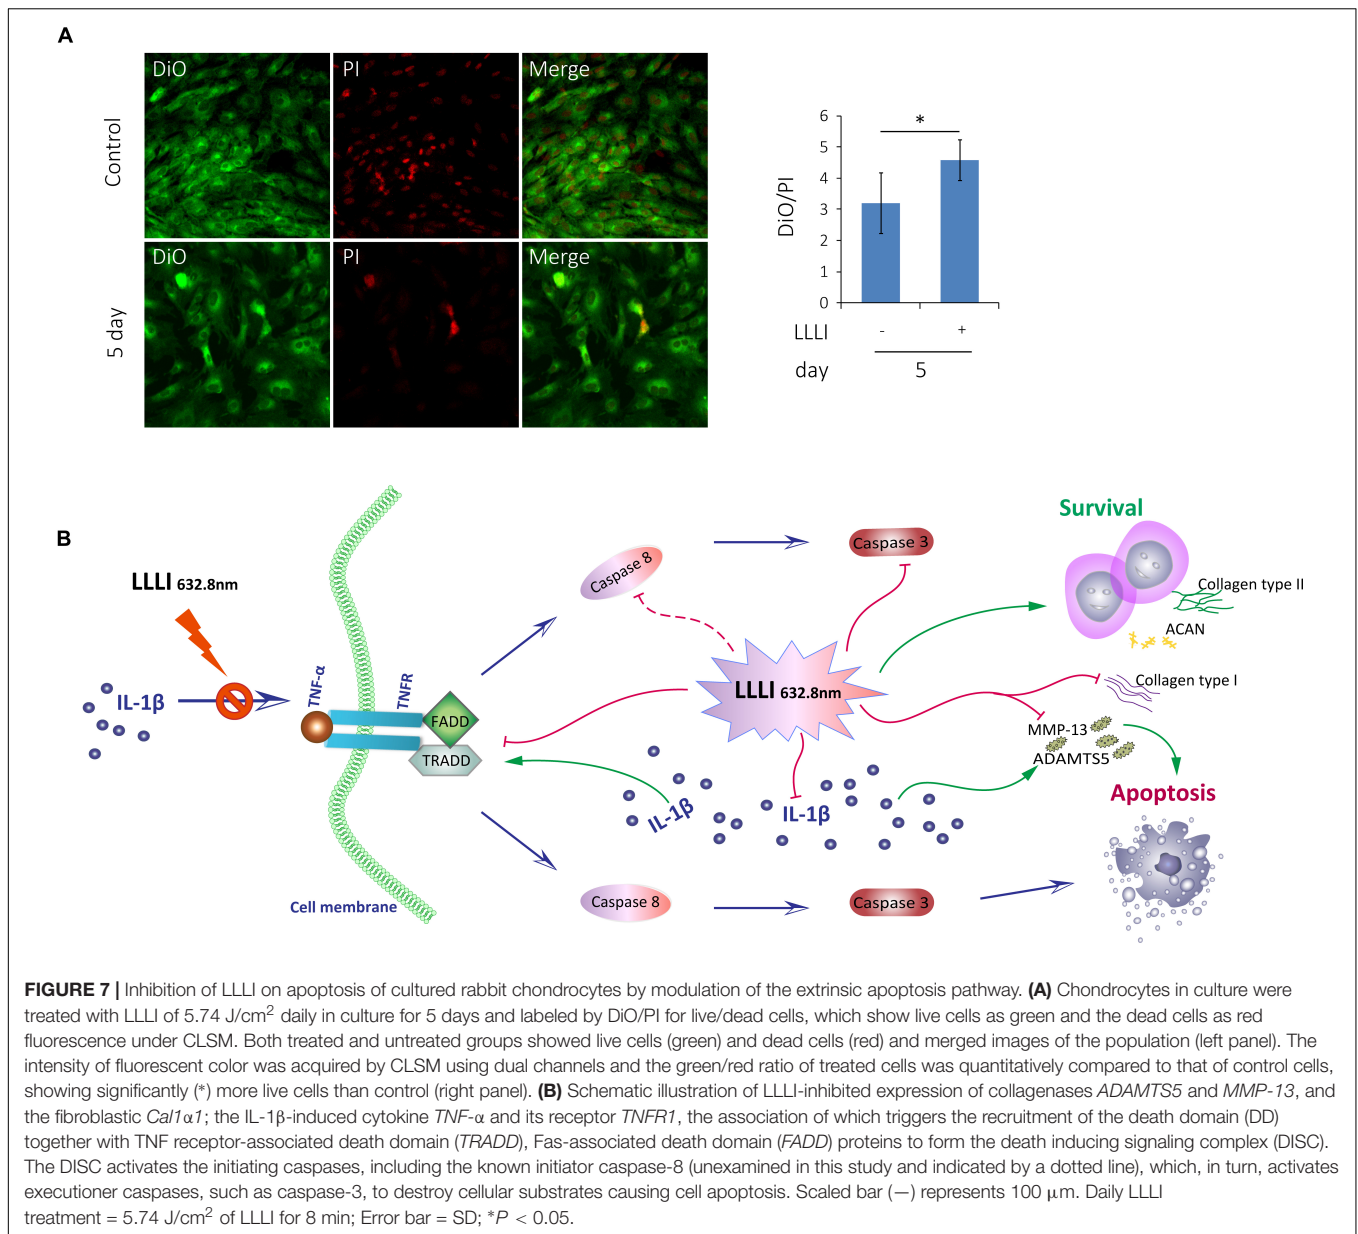 A
DiO
PI
Merge
Control
DiO
PI
Merge
5 day
6
5
4
3
2
1
0
DiO/PI
*
LLLI
-
+
day
5
B
LLLI 632.8nm
IL-1β
TNF-α
TNFR
FADD
TRADD
Cell membrane
Caspase 8
Caspase 3
LLLI 632.8nm
IL-1β
IL-1β
Caspase 8
Caspase 3
Survival
Collagen type II
ACAN
Collagen type I
MMP-13
ADAMTS5
Apoptosis
FIGURE 7 | Inhibition of LLLI on apoptosis of cultured rabbit chondrocytes by modulation of the extrinsic apoptosis pathway. (A) Chondrocytes in culture were
treated with LLLI of 5.74 J/cm² daily in culture for 5 days and labeled by DiO/PI for live/dead cells, which show live cells as green and the dead cells as red
fluorescence under CLSM. Both treated and untreated groups showed live cells (green) and dead cells (red) and merged images of the population (left panel). The
intensity of fluorescent color was acquired by CLSM using dual channels and the green/red ratio of treated cells was quantitatively compared to that of control cells,
showing significantly (*) more live cells than control (right panel). (B) Schematic illustration of LLLI-inhibited expression of collagenases ADAMTS5 and MMP-13, and
the fibroblastic Cal1α1; the IL-1β-induced cytokine TNF-α and its receptor TNFR1, the association of which triggers the recruitment of the death domain (DD)
together with TNF receptor-associated death domain (TRADD), Fas-associated death domain (FADD) proteins to form the death inducing signaling complex (DISC).
The DISC activates the initiating caspases, including the known initiator caspase-8 (unexamined in this study and indicated by a dotted line), which, in turn, activates
executioner caspases, such as caspase-3, to destroy cellular substrates causing cell apoptosis. Scaled bar (—) represents 100 μm. Daily LLLI
treatment = 5.74 J/cm² of LLLI for 8 min; Error bar = SD; *P < 0.05.